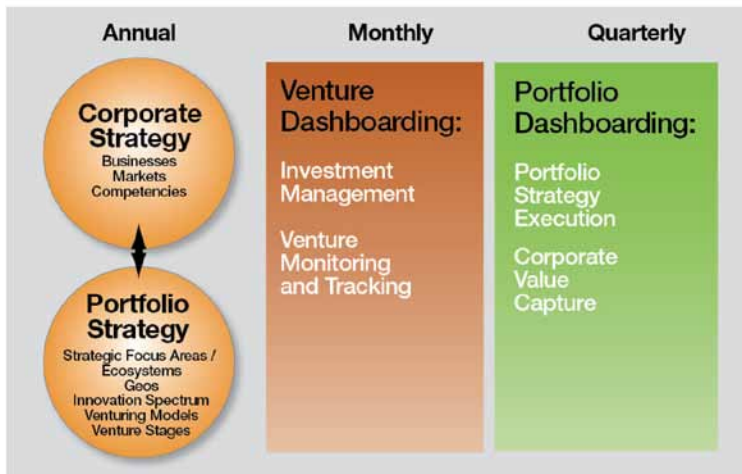 Annual
Corporate
Strategy
Businesses
Markets
Competencies
Portfolio
Strategy
Strategic Focus Areas /
Ecosystems
Geos
Innovation Spectrum
Venturing Models
Venture Stages
Monthly
Venture
Dashboarding:
Investment
Management
Venture
Monitoring
and Tracking
Quarterly
Portfolio
Dashboarding:
Portfolio
Strategy
Execution
Corporate
Value
Capture